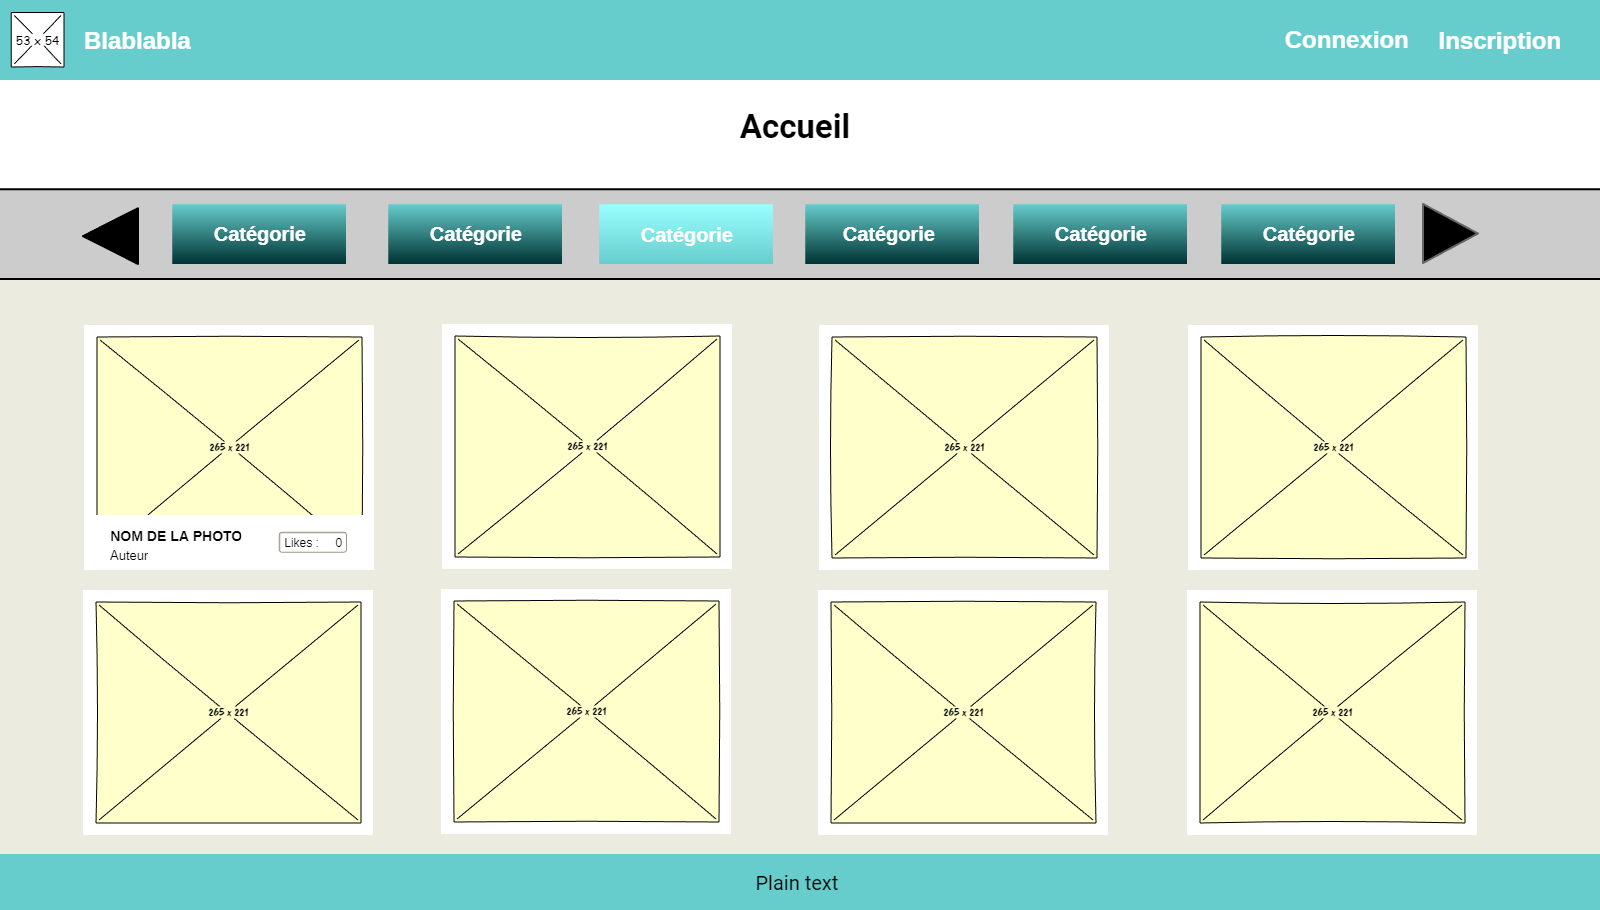 53 x 54
Blablabla
Connexion
Inscription
Accueil
Catégorie
Catégorie
Catégorie
Catégorie
Catégorie
Catégorie
265 x 221
265 x 221
265 x 221
265 x 221
NOM DE LA PHOTO
Auteur
Likes : 0
265 x 221
265 x 221
265 x 221
265 x 221
Plain text